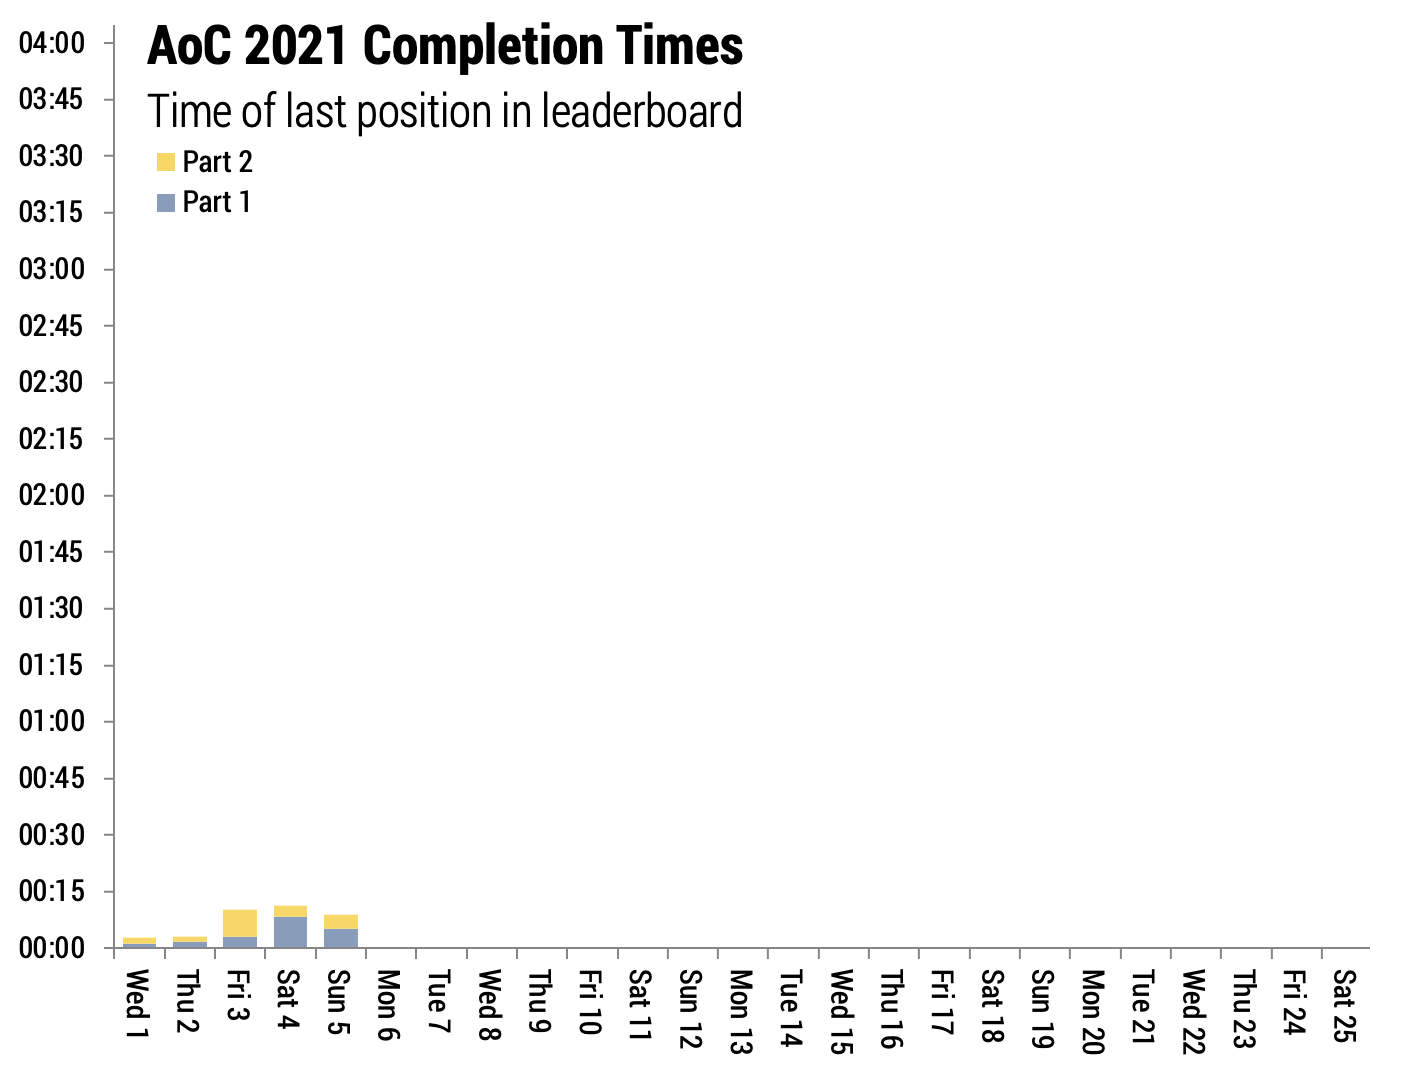 AoC 2021 Completion Times
Time of last position in leaderboard
Part 2
Part 1
04:00
03:45
03:30
03:15
03:00
02:45
02:30
02:15
02:00
01:45
01:30
01:15
01:00
00:45
00:30
00:15
00:00
Wed 1
Thu 2
Fri 3
Sat 4
Sun 5
Mon 6
Tue 7
Wed 8
Thu 9
Fri 10
Sat 11
Sun 12
Mon 13
Tue 14
Wed 15
Thu 16
Fri 17
Sat 18
Sun 19
Mon 20
Tue 21
Wed 22
Thu 23
Fri 24
Sat 25